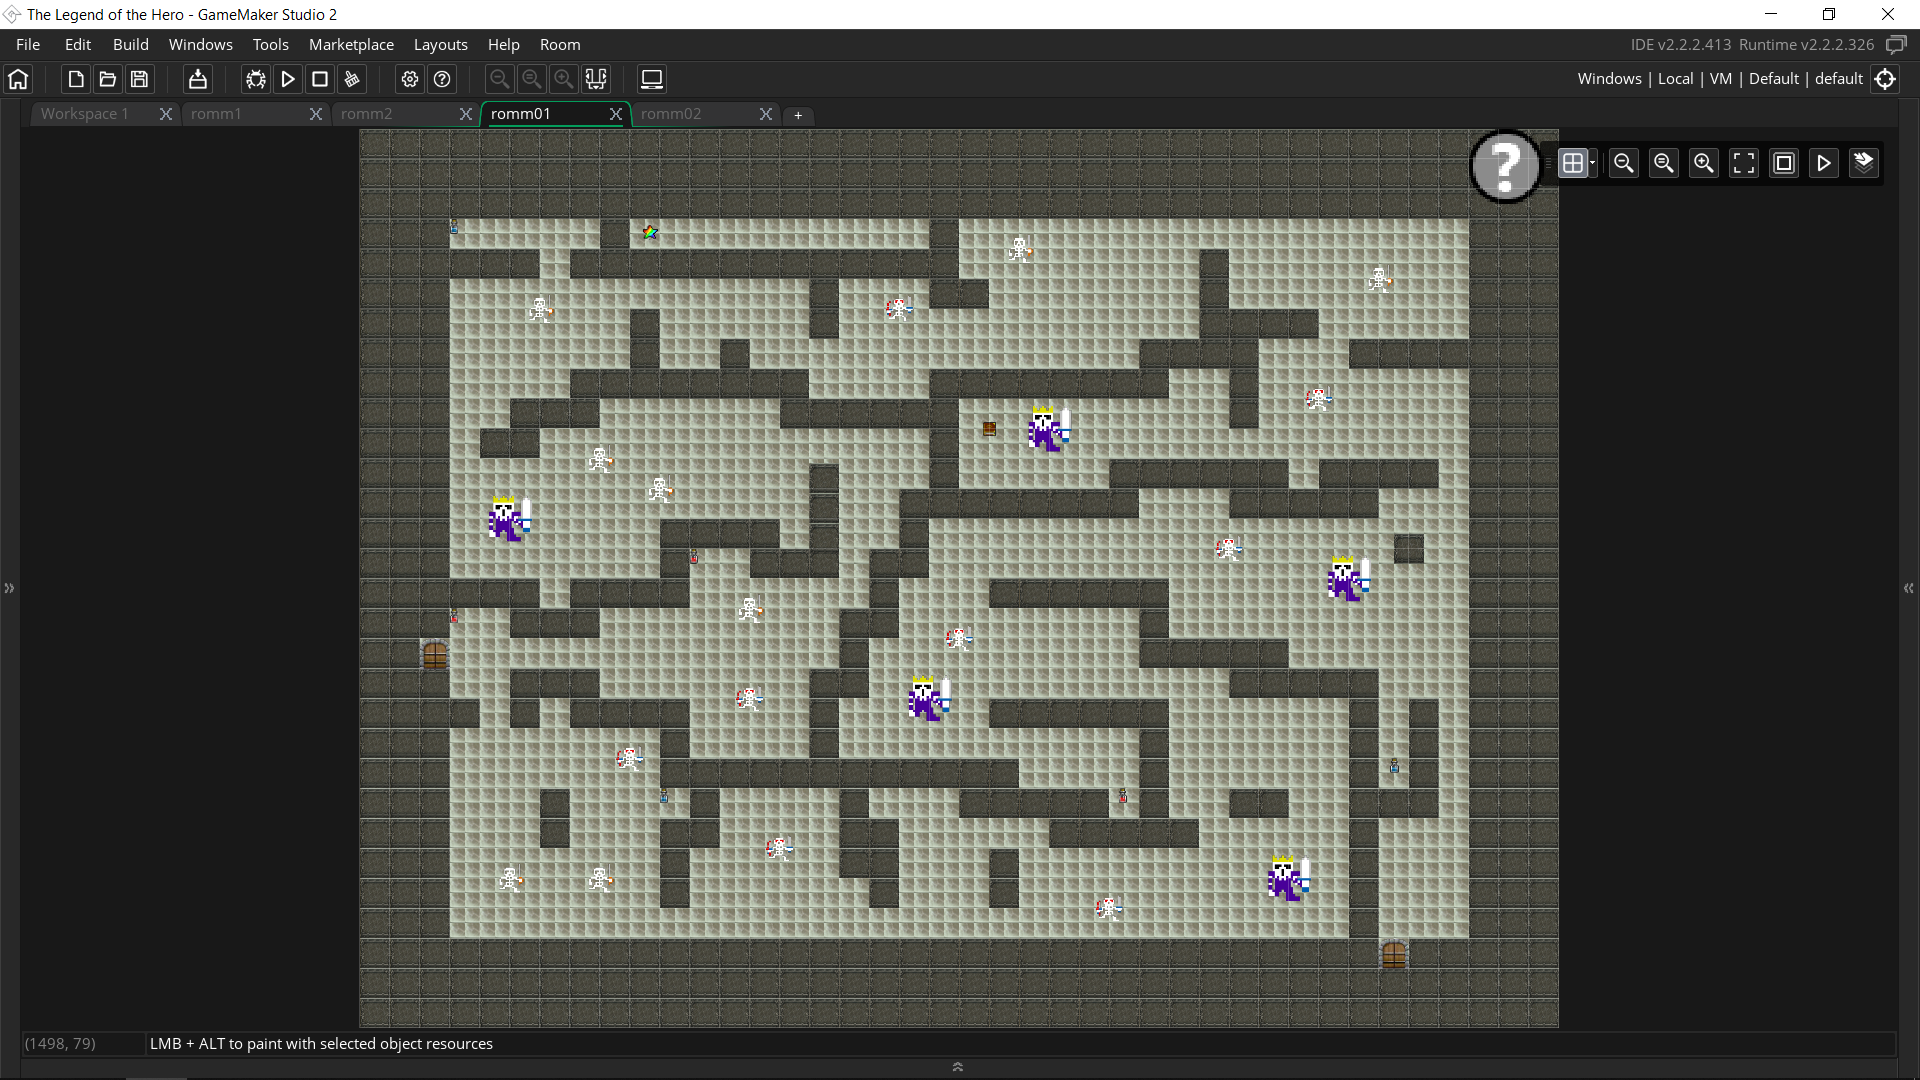 The Legend of the Hero - GameMaker Studio 2
File Edit Build Windows Tools Marketplace Layouts Help Room
IDE v2.2.2.413 Runtime v2.2.2.326
Windows | Local | VM | Default | default
Workspace 1 romm1 romm2 romm01 romm02
?
(1498, 79) LMB + ALT to paint with selected object resources